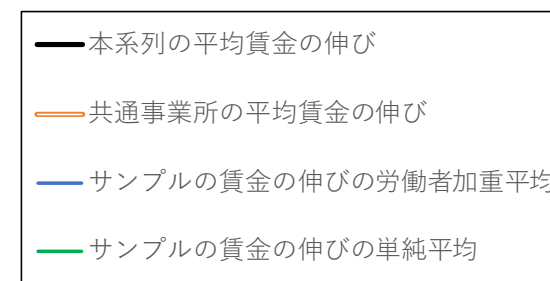 本系列の平均賃金の伸び
共通事業所の平均賃金の伸び
サンプルの賃金の伸びの労働者加重平均
サンプルの賃金の伸びの単純平均